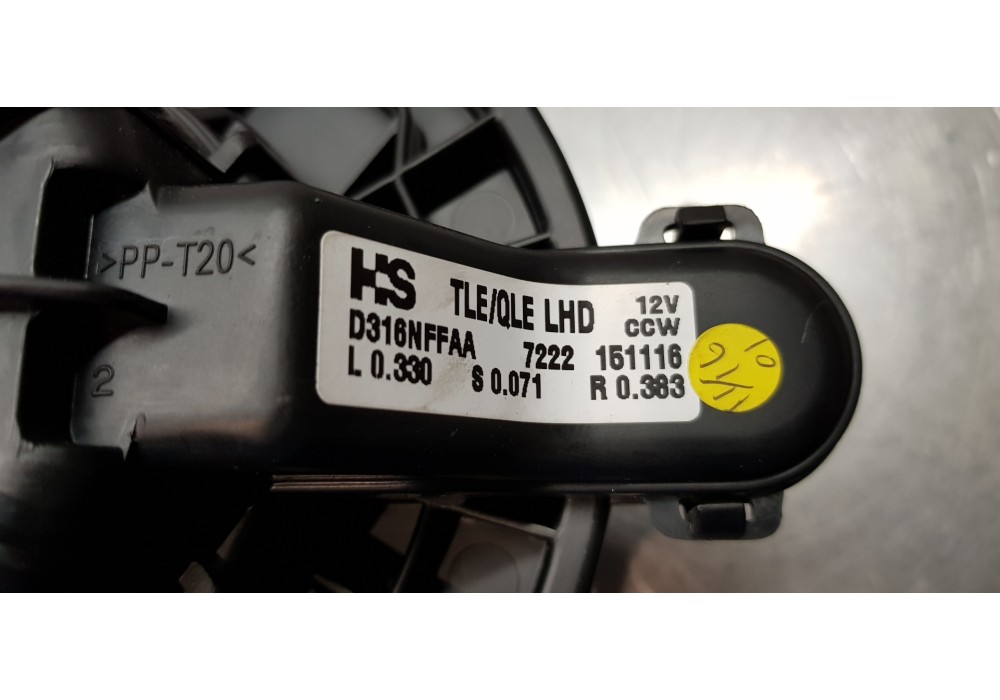 >PP-T20<
2
HS
TLE/QLE LHD 12V
CCW
D316NFFAA 7222 151116
L 0.330 S 0.071 R 0.383